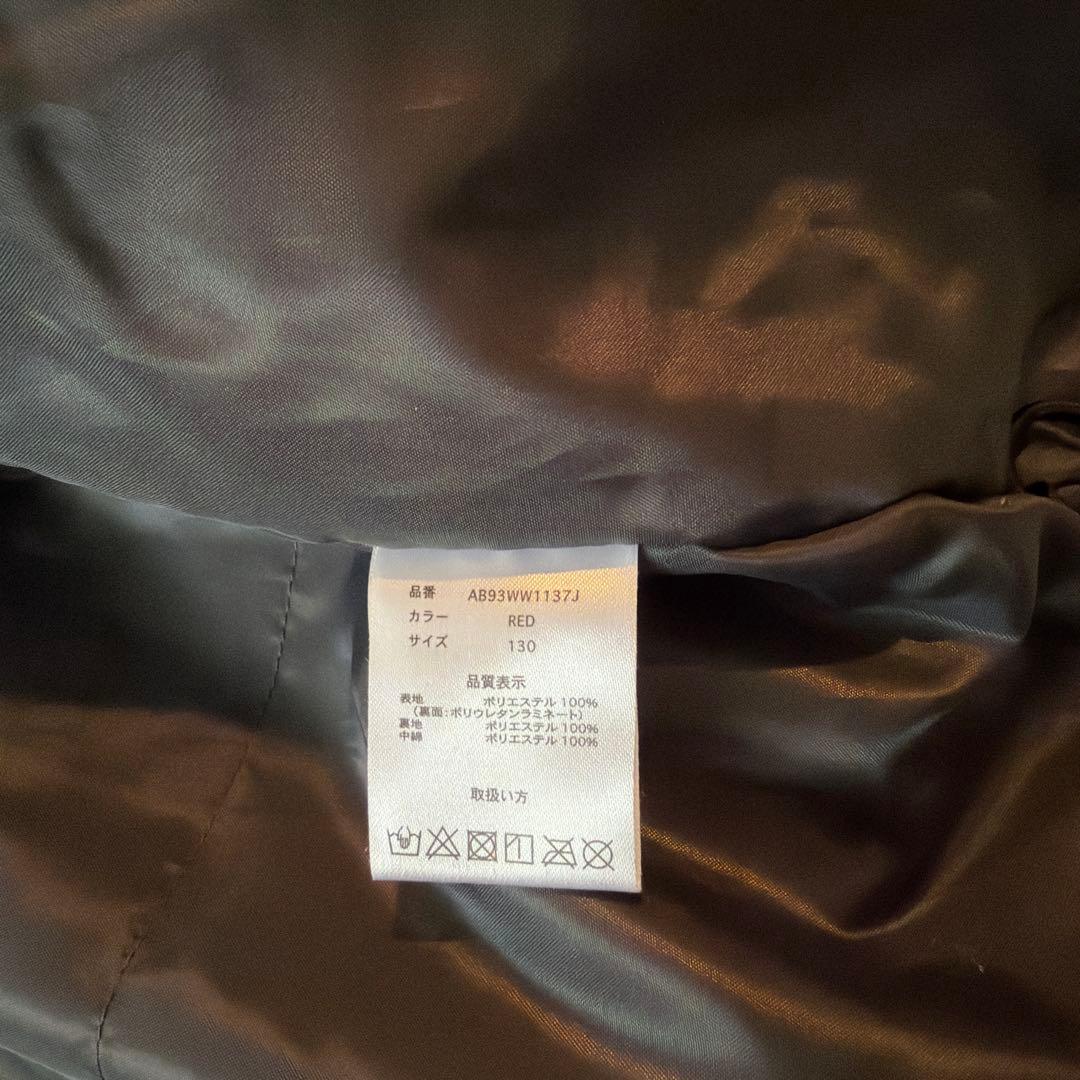 品番 AB93WW1137J
カラー RED
サイズ 130
品質表示
表地 ポリエステル 100%
(裏面:ポリウレタンラミネート)
裏地 ポリエステル 100%
中綿 ポリエステル 100%
取扱い方